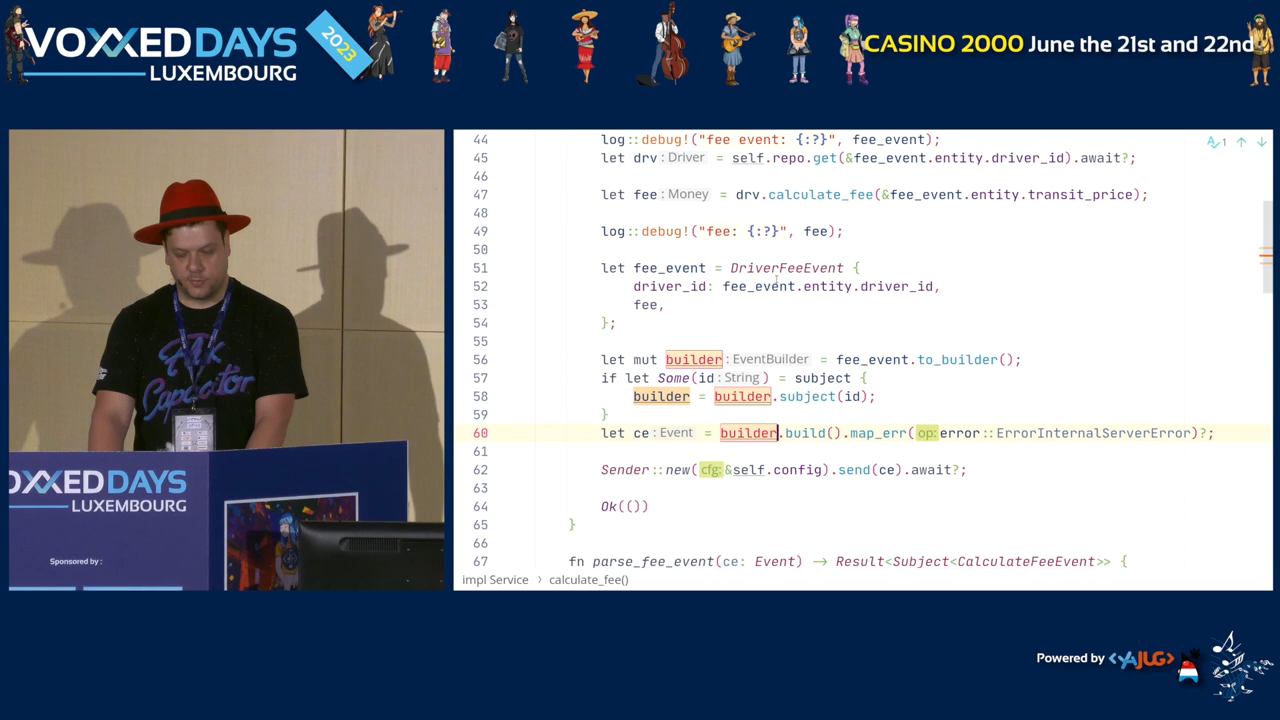 VOXXEDDAYS
LUXEMBOURG
2023
CASINO 2000 June the 21st and 22nd
44 log::debug!("fee event: {:?}", fee_event);
45 let drv: Driver = self.repo.get(&fee_event.entity.driver_id).await?;
46
47 let fee: Money = drv.calculate_fee(&fee_event.entity.transit_price);
48
49 log::debug!("fee: {:?}", fee);
50
51 let fee_event = DriverFeeEvent {
52 driver_id: fee_event.entity.driver_id,
53 fee,
54 };
55
56 let mut builder: EventBuilder = fee_event.to_builder();
57 if let Some(id: String) = subject {
58 builder = builder.subject(id);
59 }
60 let ce: Event = builder.build().map_err(op: error::ErrorInternalServerError)?;
61
62 Sender::new(cfg: &self.config).send(ce).await?;
63
64 Ok(())
65 }
66
67 fn parse_fee_event(ce: Event) -> Result<Subject<CalculateFeeEvent>> {
impl Service > calculate_fee()
1
F~~K
Capacitor
VOXXEDDAYS
LUXEMBOURG
Sponsored by :
Powered by <YAJUG>